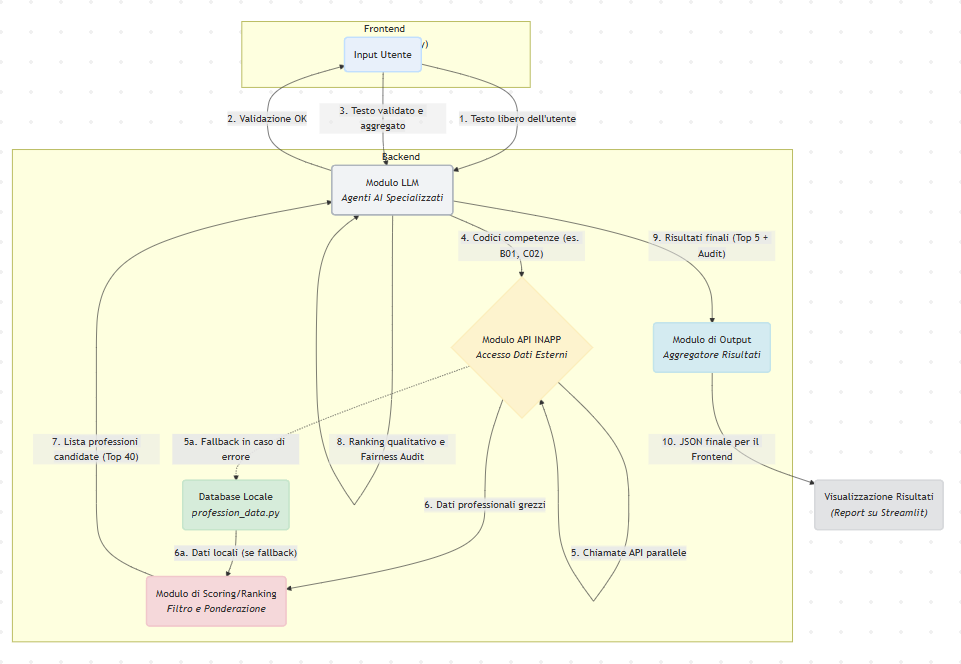 Frontend
y)
Input Utente
2. Validazione OK
3. Testo validato e
aggregato
1. Testo libero dell'utente
Backend
Modulo LLM
Agenti AI Specializzati
4. Codici competenze (es.
B01, C02)
9. Risultati finali (Top 5 +
Audit)
Modulo API INAPP
Accesso Dati Esterni
Modulo di Output
Aggregatore Risultati
7. Lista professioni
candidate (Top 40)
5a. Fallback in caso di
errore
8. Ranking qualitativo e
Fairness Audit
10. JSON finale per il
Frontend
Database Locale
profession_data.py
6. Dati professionali grezzi
Visualizzazione Risultati
(Report su Streamlit)
6a. Dati locali (se fallback)
5. Chiamate API parallele
Modulo di Scoring/Ranking
Filtro e Ponderazione